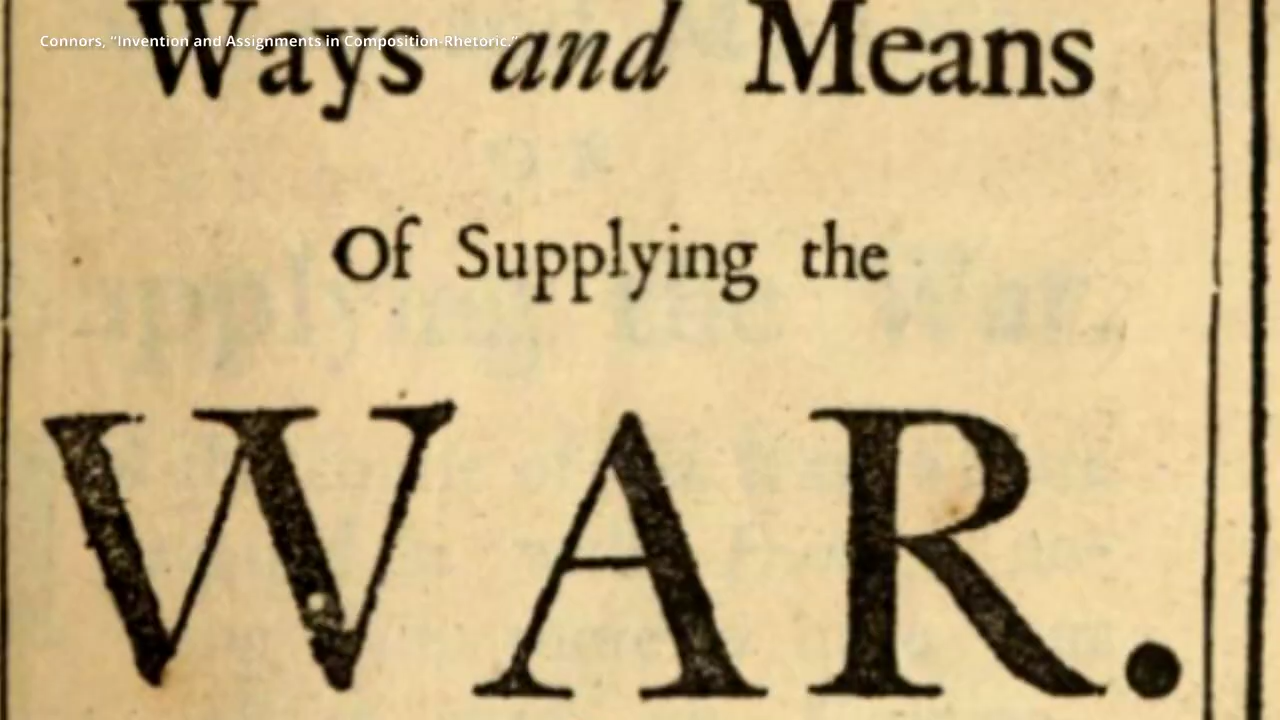 Connors, “Invention and Assignments in Composition-Rhetoric.”
Ways and Means
Of Supplying the
WAR.